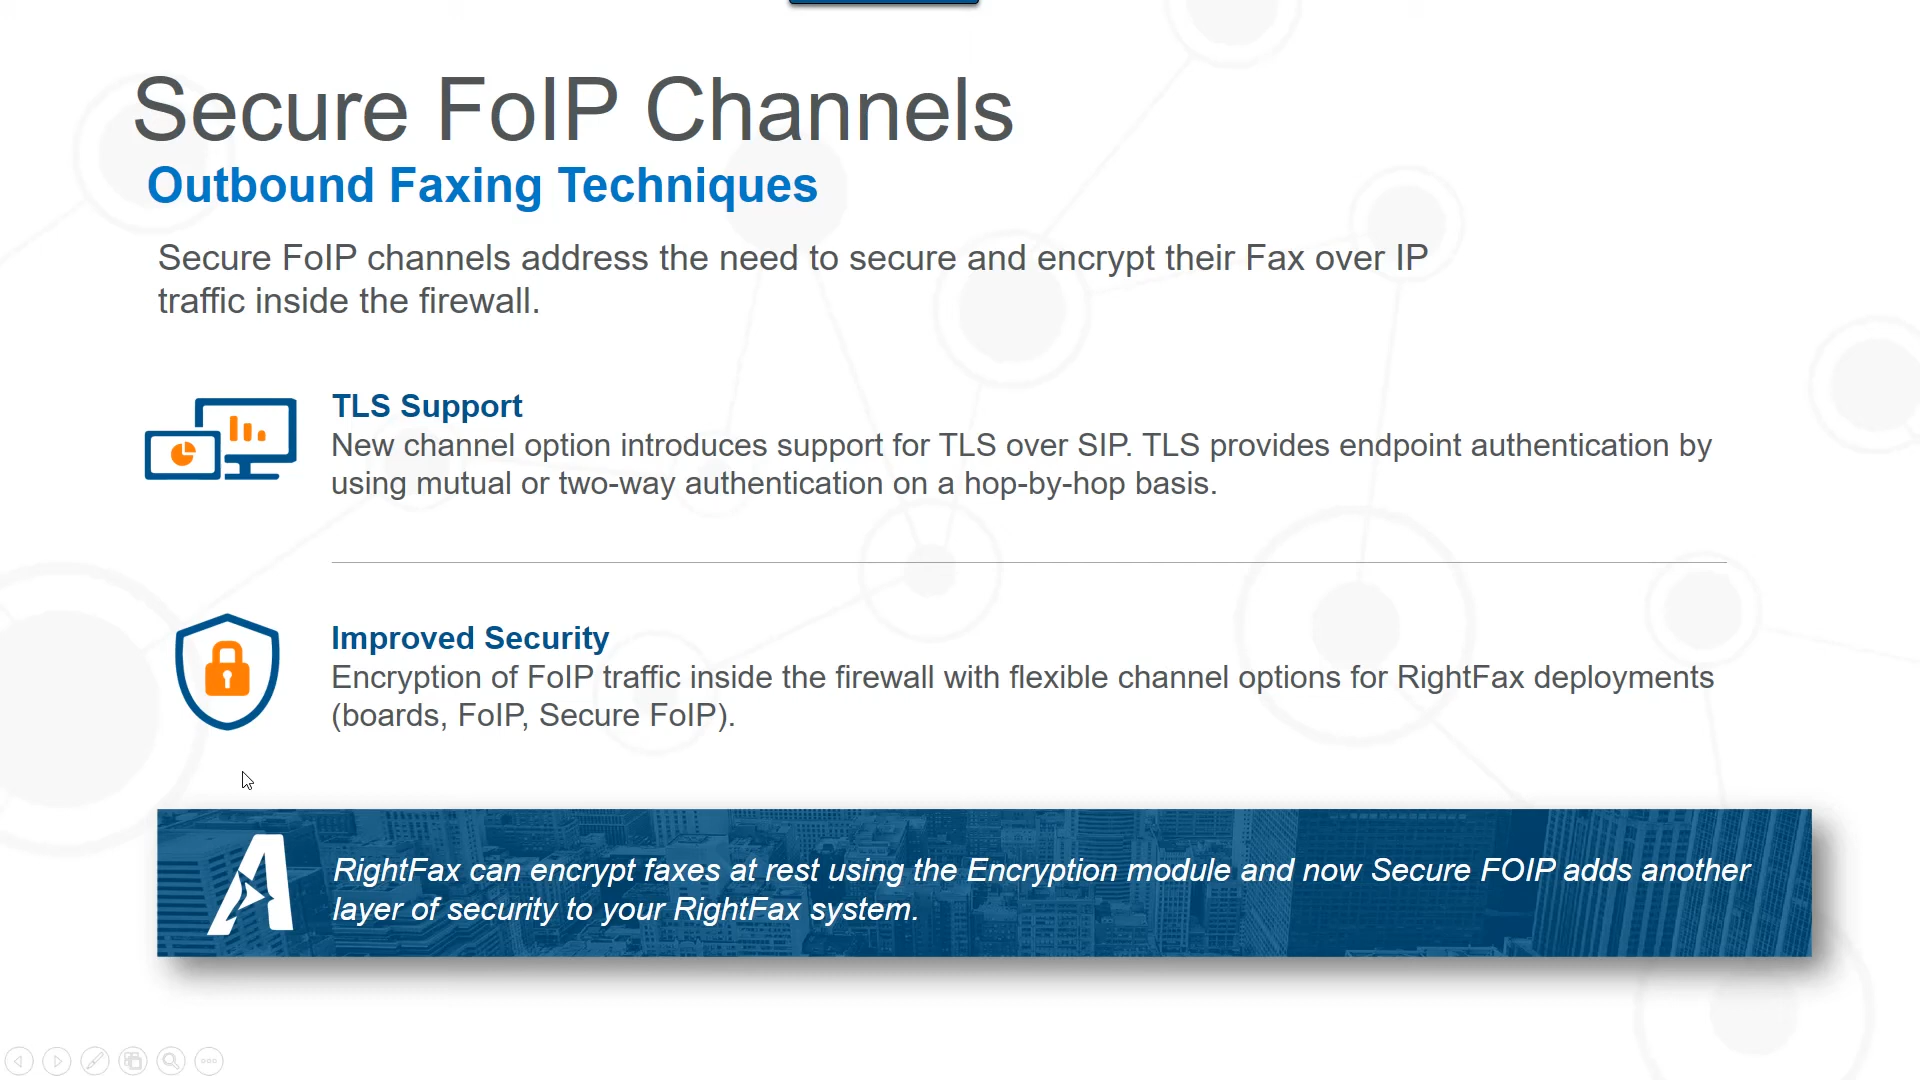 Secure FoIP Channels
Outbound Faxing Techniques
Secure FoIP channels address the need to secure and encrypt their Fax over IP
traffic inside the firewall.
TLS Support
New channel option introduces support for TLS over SIP. TLS provides endpoint authentication by
using mutual or two-way authentication on a hop-by-hop basis.
Improved Security
Encryption of FoIP traffic inside the firewall with flexible channel options for RightFax deployments
(boards, FoIP, Secure FoIP).
RightFax can encrypt faxes at rest using the Encryption module and now Secure FOIP adds another
layer of security to your RightFax system.